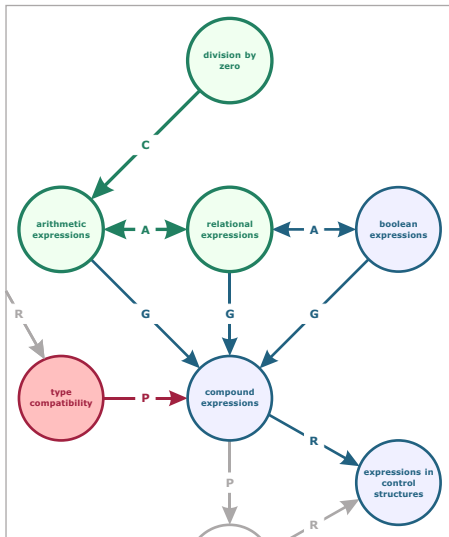 division by
zero
C
arithmetic
expressions
A
relational
expressions
A
boolean
expressions
R
G
G
G
type
compatibility
P
compound
expressions
R
P
expressions in
control
structures
R